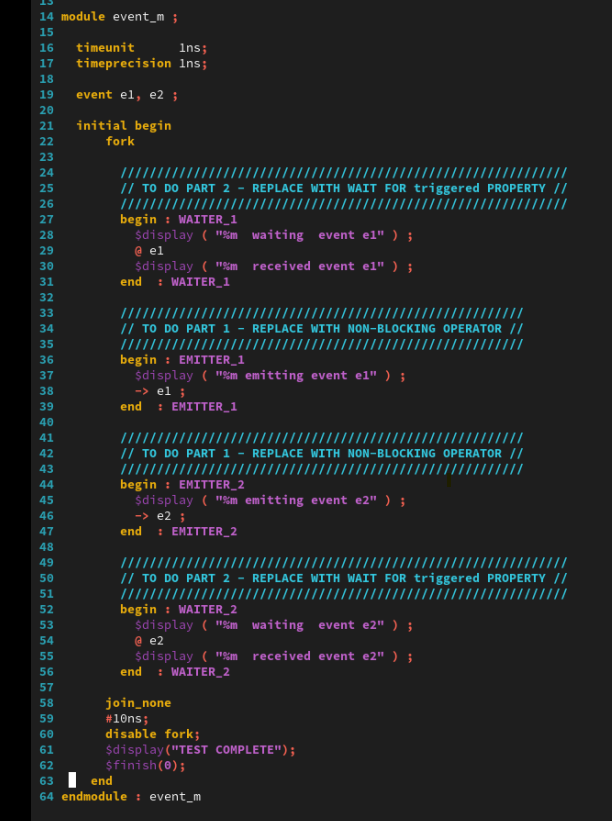 13
14 module event_m ;
15
16   timeunit      1ns;
17   timeprecision 1ns;
18
19   event e1, e2 ;
20
21   initial begin
22       fork
23
24         /////////////////////////////////////////////////////////////
25         // TO DO PART 2 - REPLACE WITH WAIT FOR triggered PROPERTY //
26         /////////////////////////////////////////////////////////////
27         begin : WAITER_1
28           $display ( "%m  waiting  event e1" ) ;
29           @ e1
30           $display ( "%m  received event e1" ) ;
31         end  : WAITER_1
32
33         ///////////////////////////////////////////////////////
34         // TO DO PART 1 - REPLACE WITH NON-BLOCKING OPERATOR //
35         ///////////////////////////////////////////////////////
36         begin : EMITTER_1
37           $display ( "%m emitting event e1" ) ;
38           -> e1 ;
39         end  : EMITTER_1
40
41         ///////////////////////////////////////////////////////
42         // TO DO PART 1 - REPLACE WITH NON-BLOCKING OPERATOR //
43         ///////////////////////////////////////////////////////
44         begin : EMITTER_2
45           $display ( "%m emitting event e2" ) ;
46           -> e2 ;
47         end  : EMITTER_2
48
49         /////////////////////////////////////////////////////////////
50         // TO DO PART 2 - REPLACE WITH WAIT FOR triggered PROPERTY //
51         /////////////////////////////////////////////////////////////
52         begin : WAITER_2
53           $display ( "%m  waiting  event e2" ) ;
54           @ e2
55           $display ( "%m  received event e2" ) ;
56         end  : WAITER_2
57
58       join_none
59       #10ns;
60       disable fork;
61       $display("TEST COMPLETE");
62       $finish(0);
63     end
64 endmodule : event_m